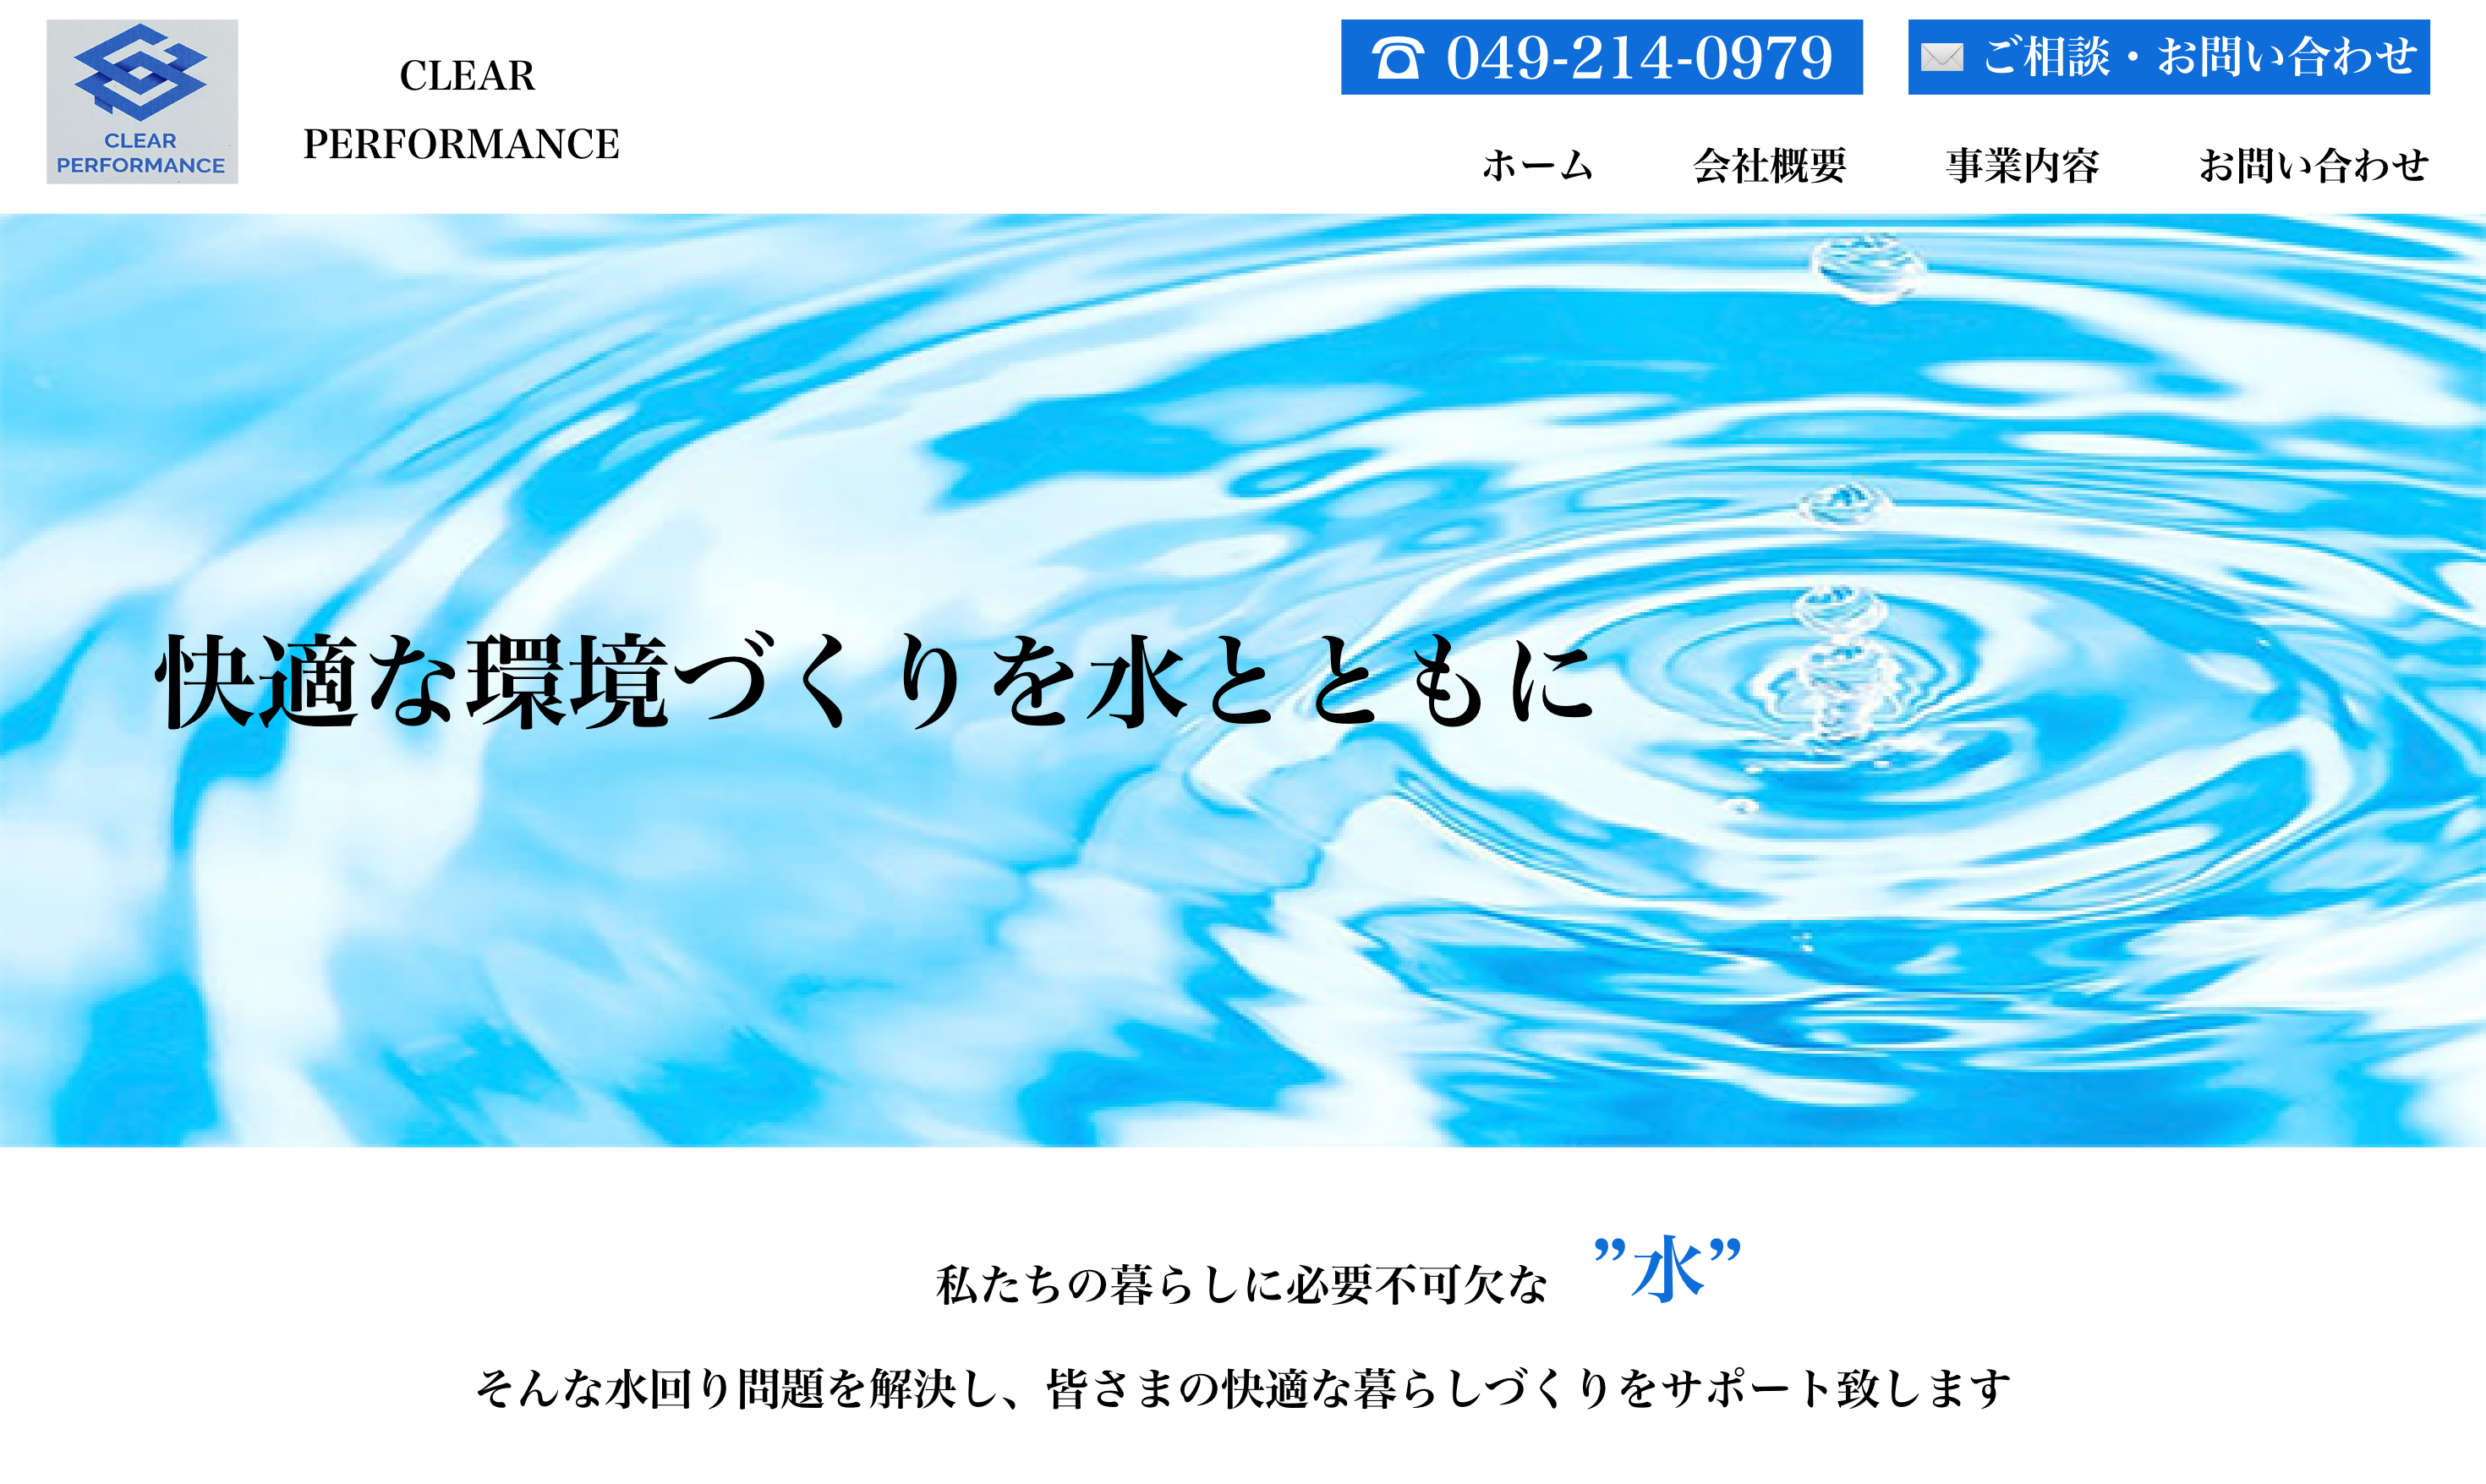 CLEAR
PERFORMANCE
CLEAR
PERFORMANCE
☎ 049-214-0979
ご相談・お問い合わせ
ホーム 会社概要 事業内容 お問い合わせ
快適な環境づくりを水とともに
私たちの暮らしに必要不可欠な ”水”
そんな水回り問題を解決し、皆さまの快適な暮らしづくりをサポート致します